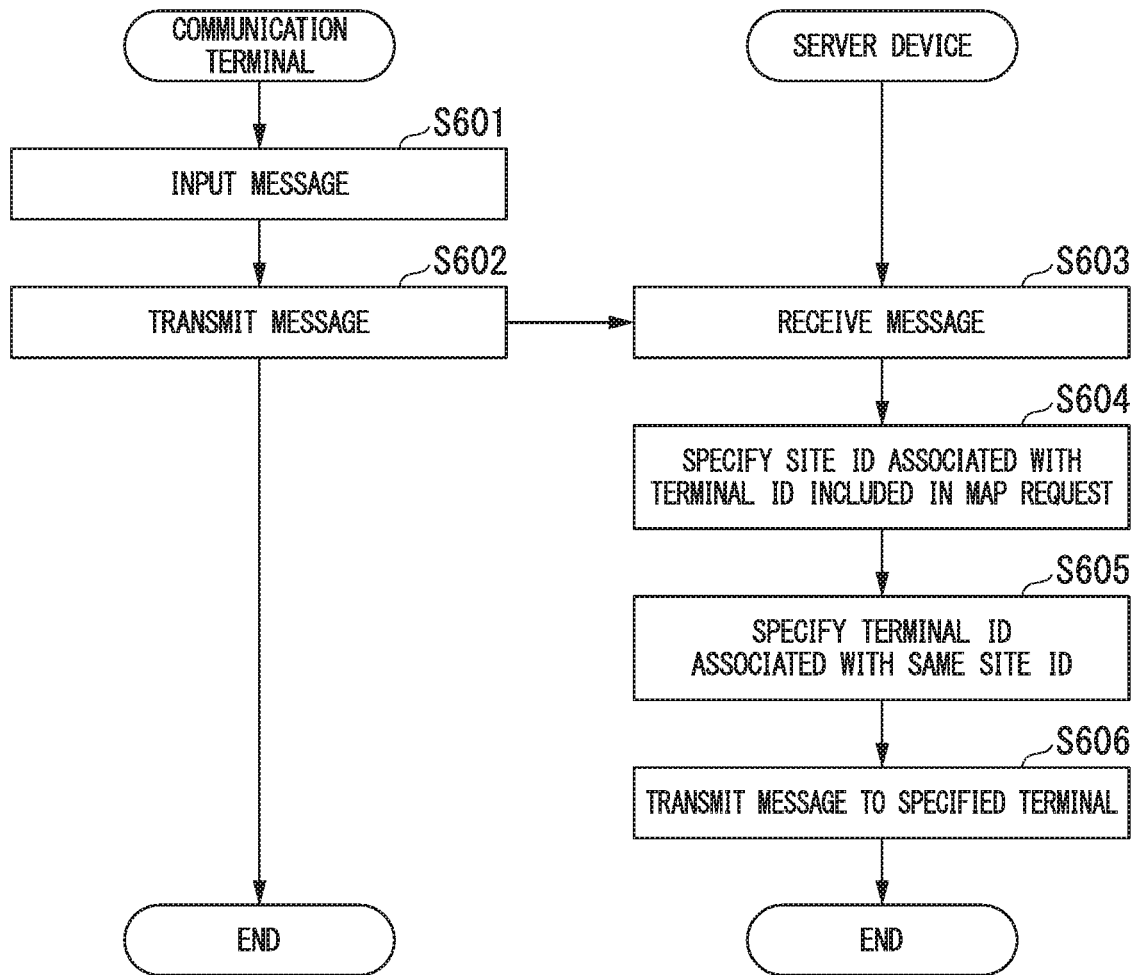 COMMUNICATION
TERMINAL
SERVER DEVICE
S601
INPUT MESSAGE
S602
TRANSMIT MESSAGE
S603
RECEIVE MESSAGE
S604
SPECIFY SITE ID ASSOCIATED WITH
TERMINAL ID INCLUDED IN MAP REQUEST
S605
SPECIFY TERMINAL ID
ASSOCIATED WITH SAME SITE ID
S606
TRANSMIT MESSAGE TO SPECIFIED TERMINAL
END
END